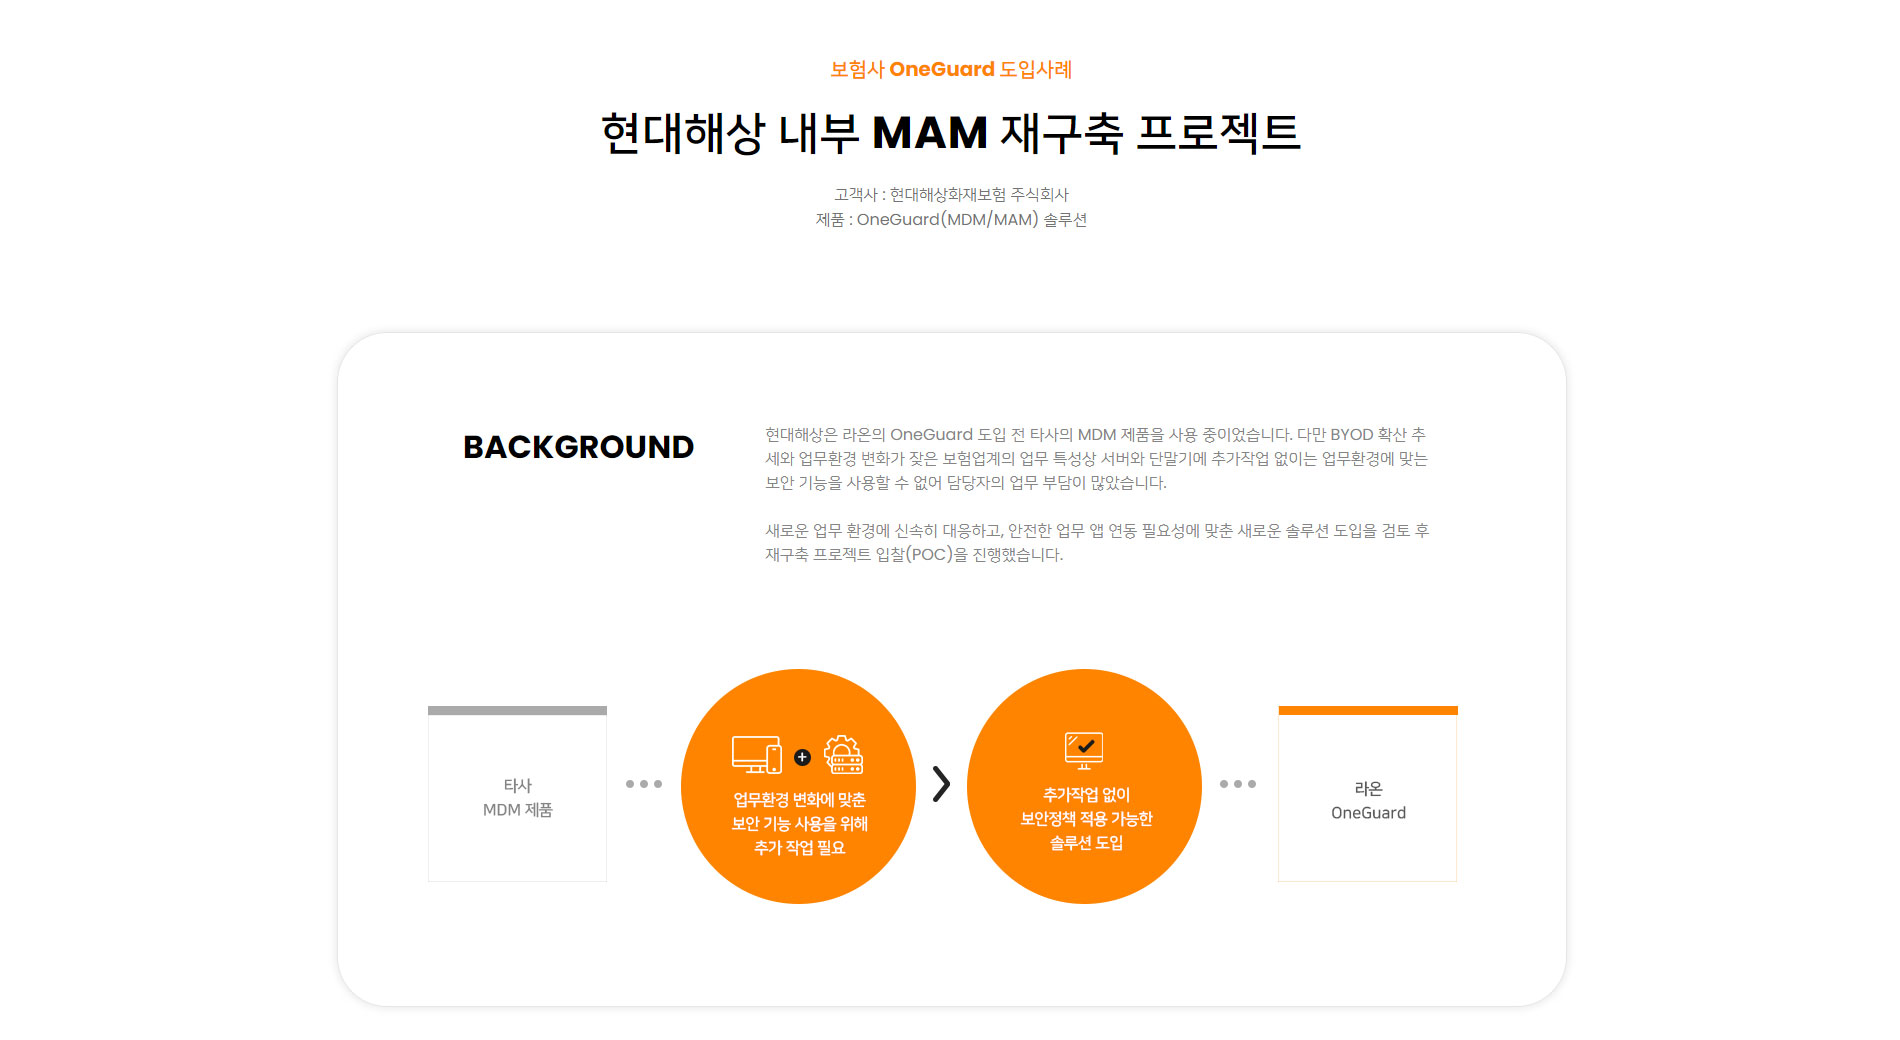 보험사 OneGuard 도입사례
현대해상 내부 MAM 재구축 프로젝트
고객사 : 현대해상화재보험 주식회사
제품 : OneGuard(MDM/MAM) 솔루션
BACKGROUND
현대해상은 라온의 OneGuard 도입 전 타사의 MDM 제품을 사용 중이었습니다. 다만 BYOD 확산 추
세와 업무환경 변화가 잦은 보험업계의 업무 특성상 서버와 단말기에 추가작업 없이는 업무환경에 맞는
보안 기능을 사용할 수 없어 담당자의 업무 부담이 많았습니다.
새로운 업무 환경에 신속히 대응하고, 안전한 업무 앱 연동 필요성에 맞춘 새로운 솔루션 도입을 검토 후
재구축 프로젝트 입찰(POC)을 진행했습니다.
타사
MDM 제품
업무환경 변화에 맞춘
보안 기능 사용을 위해
추가 작업 필요
추가작업 없이
보안정책 적용 가능한
솔루션 도입
라온
OneGuard